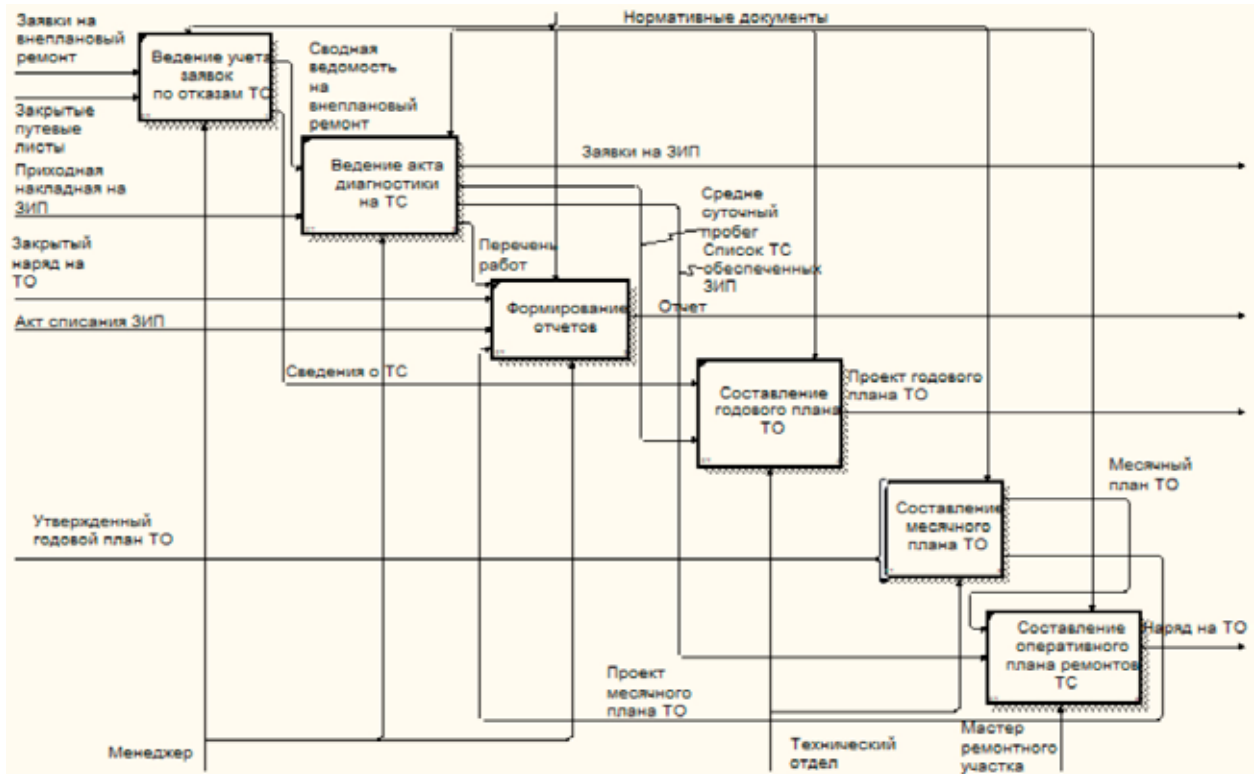 Заявки на
внеплановый
ремонт
Нормативные документы
Ведение учета
заявок
по отказам ТС
Сводная
ведомость
на
внеплановый
ремонт
Закрытые
путевые
листы
Ведение акта
диагностики
на ТС
Заявки на ЗИП
Приходная
накладная на
ЗИП
Средне
суточный
пробег
Закрытый
наряд на
ТО
Перечень
работ
Список ТС
обеспеченных
ЗИП
Формирование
отчетов
Отчет
Акт списания ЗИП
Сведения о ТС
Составление
годового плана
ТО
Проект годового
плана ТО
Месячный
план ТО
Утвержденный
годовой план ТО
Составление
месячного
плана ТО
Составление
оперативного
плана ремонтов
ТС
Наряд на ТО
Проект
месячного
плана ТО
Менеджер
Технический
отдел
Мастер
ремонтного
участка